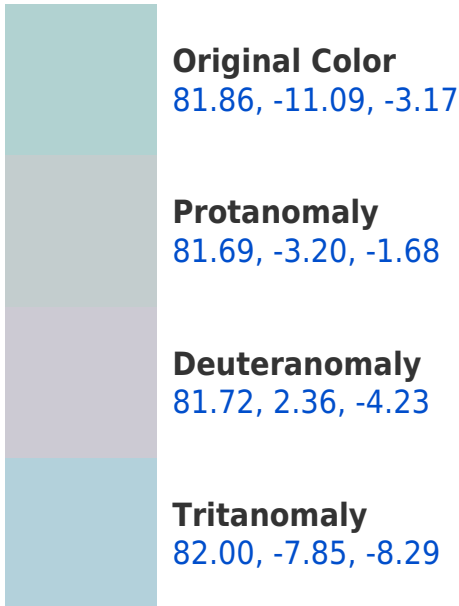 Original Color
81.86, -11.09, -3.17
Protanomaly
81.69, -3.20, -1.68
Deuteranomaly
81.72, 2.36, -4.23
Tritanomaly
82.00, -7.85, -8.29